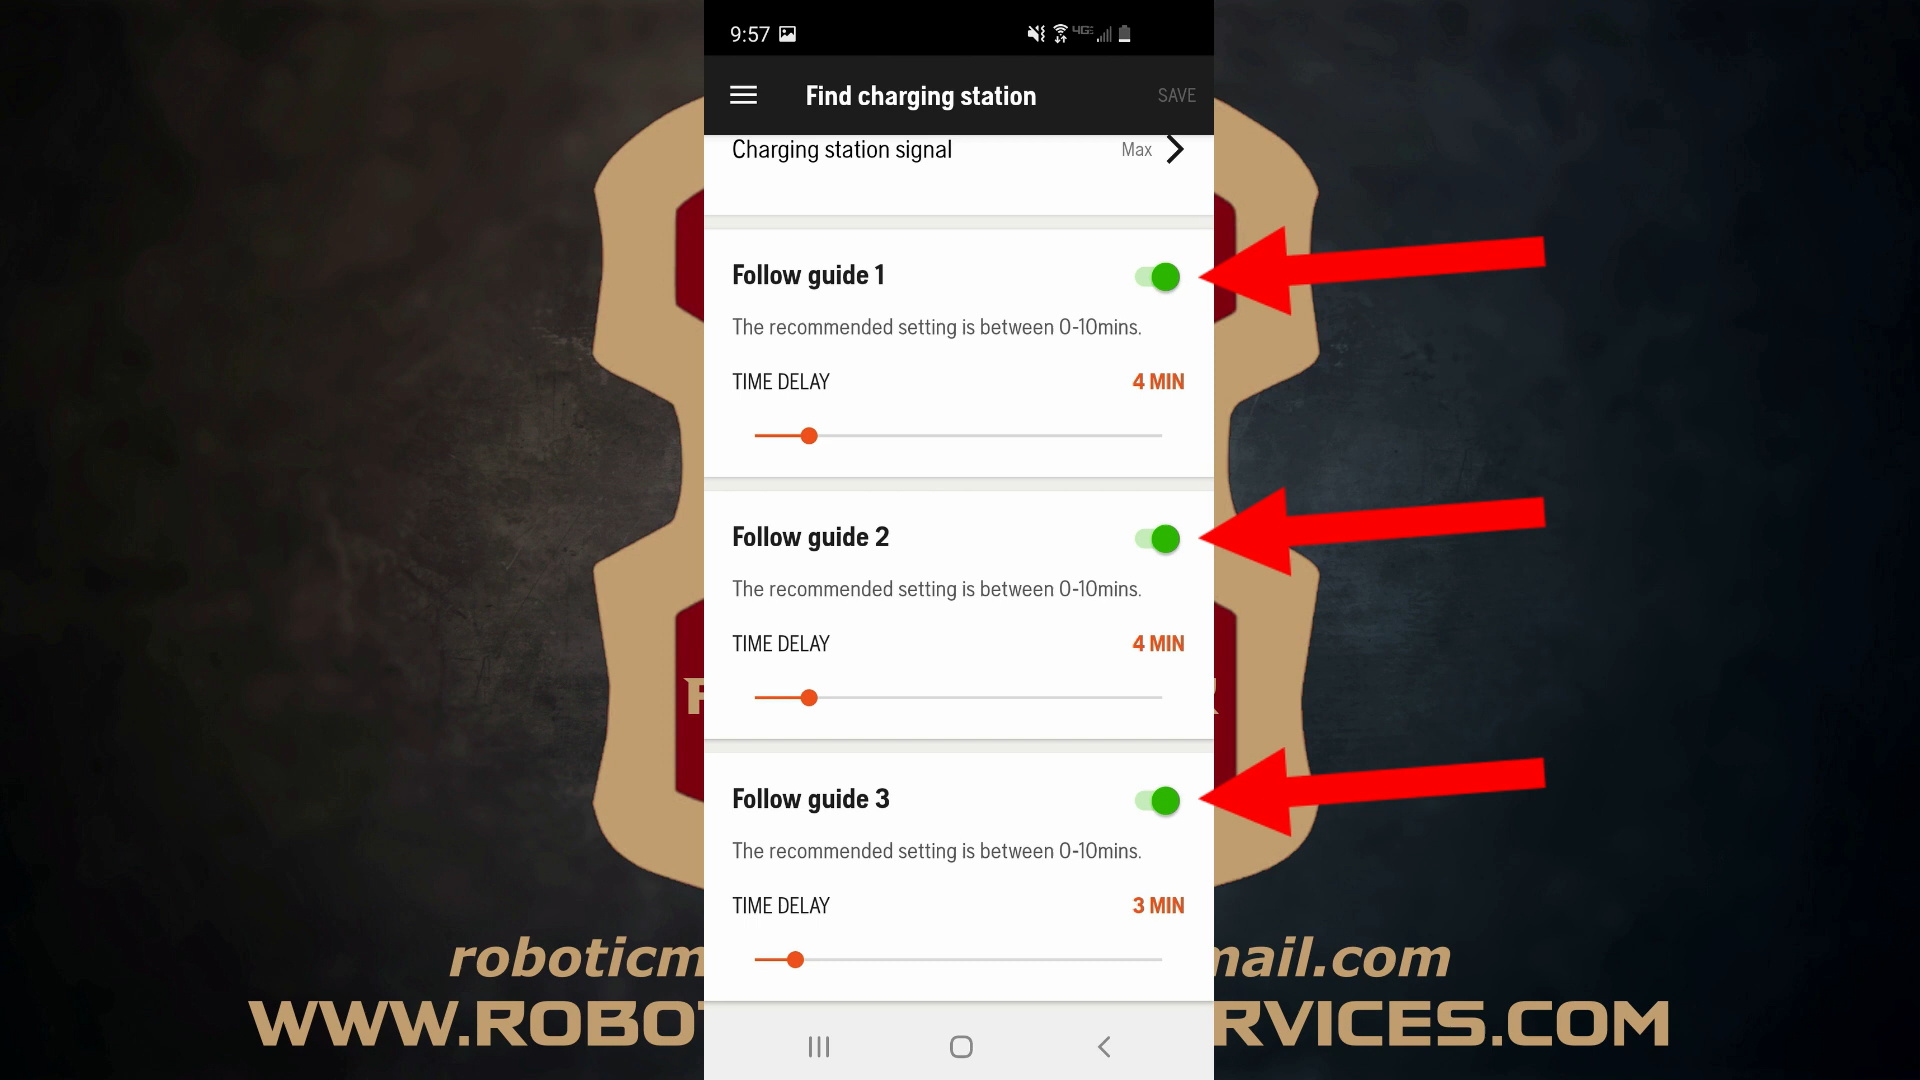 9:57 4GE
Find charging station SAVE
Charging station signal Max
Follow guide 1
The recommended setting is between 0-10mins.
TIME DELAY 4 MIN
Follow guide 2
The recommended setting is between 0-10mins.
TIME DELAY 4 MIN
Follow guide 3
The recommended setting is between 0-10mins.
TIME DELAY 3 MIN
roboticm mail.com
WWW.ROBOT RVICES.COM